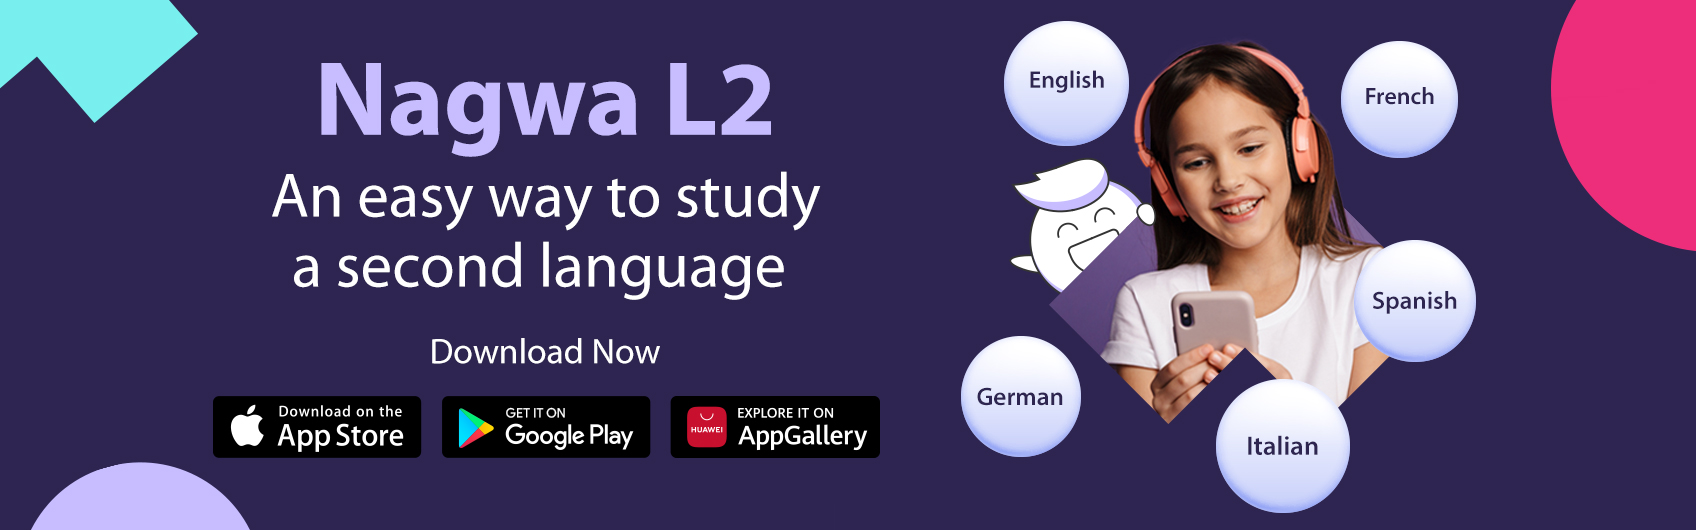 Nagwa L2
An easy way to study
a second language
Download Now
Download on the
App Store
GET IT ON
Google Play
HUAWEI
EXPLORE IT ON
AppGallery
English
French
Spanish
German
Italian